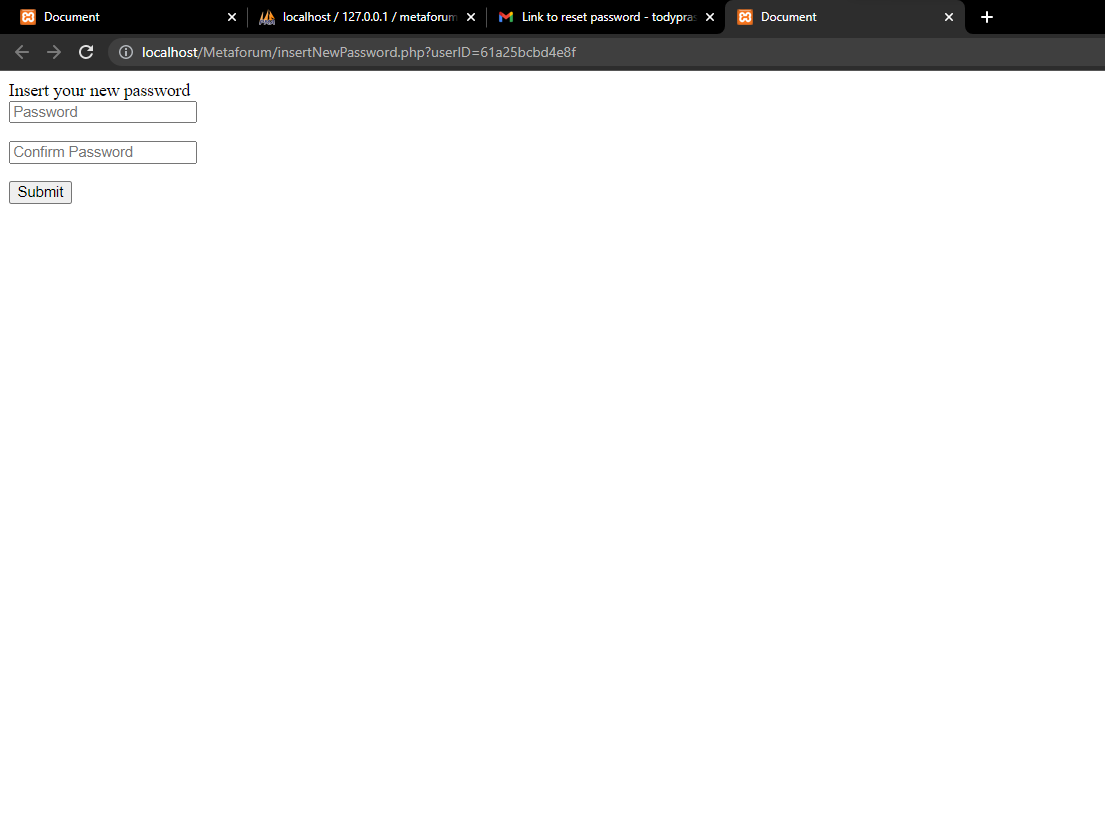 Document
localhost / 127.0.0.1 / metaforum
Link to reset password - todypras
Document
localhost/Metaforum/insertNewPassword.php?userID=61a25bcbd4e8f
Insert your new password
Password
Confirm Password
Submit